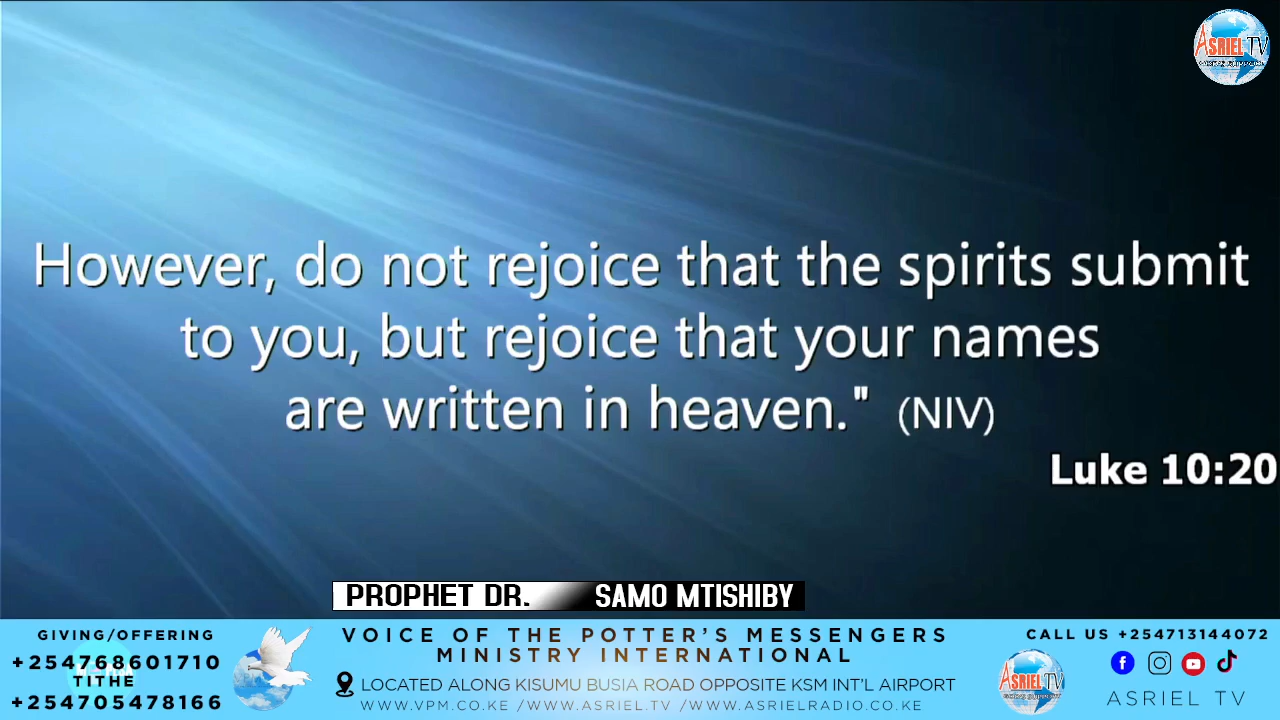 ASRIEL TV
However, do not rejoice that the spirits submit
to you, but rejoice that your names
are written in heaven." (NIV)
Luke 10:20
PROPHET DR. SAMO MTISHIBY
GIVING/OFFERING
+254768601710
TITHE
+254705478166
VOICE OF THE POTTER'S MESSENGERS
MINISTRY INTERNATIONAL
LOCATED ALONG KISUMU BUSIA ROAD OPPOSITE KSM INT'L AIRPORT
WWW.VPM.CO.KE /WWW.ASRIEL.TV /WWW.ASRIELRADIO.CO.KE
CALL US +254713144072
ASRIEL TV
ASRIEL TV